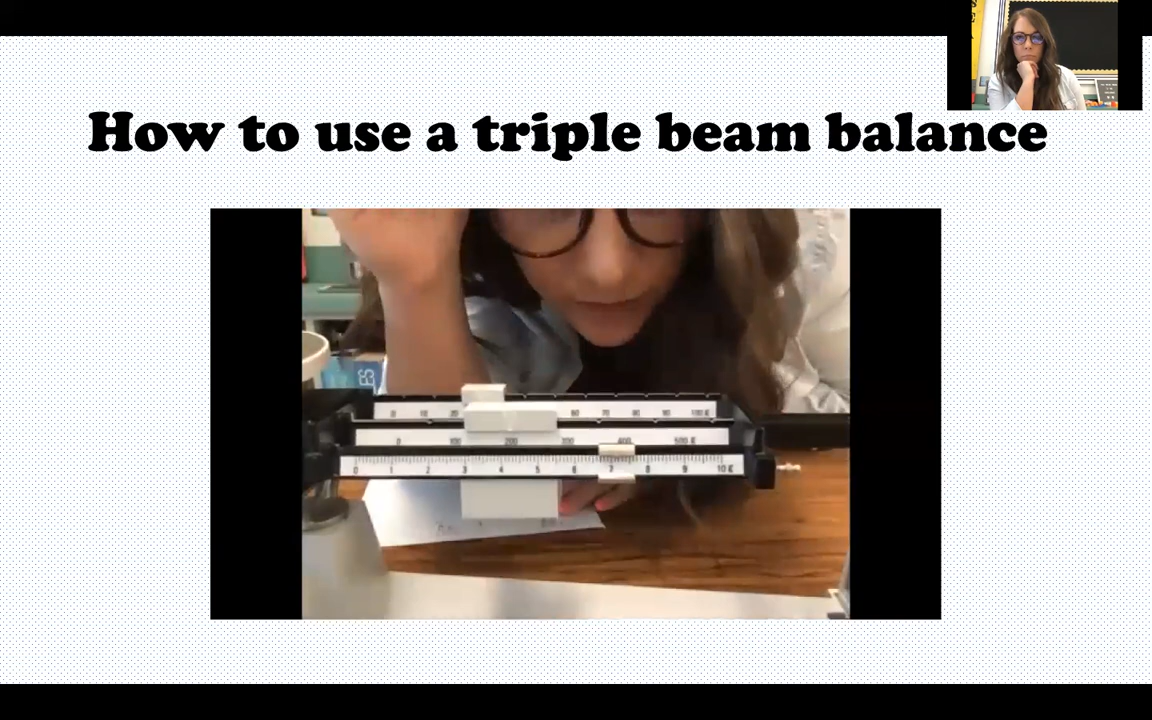 How to use a triple beam balance
ES
0 10 20 60 70 80 90 100 g
0 100 200 300 400 500 g
0 1 2 3 4 5 6 7 8 9 10 g